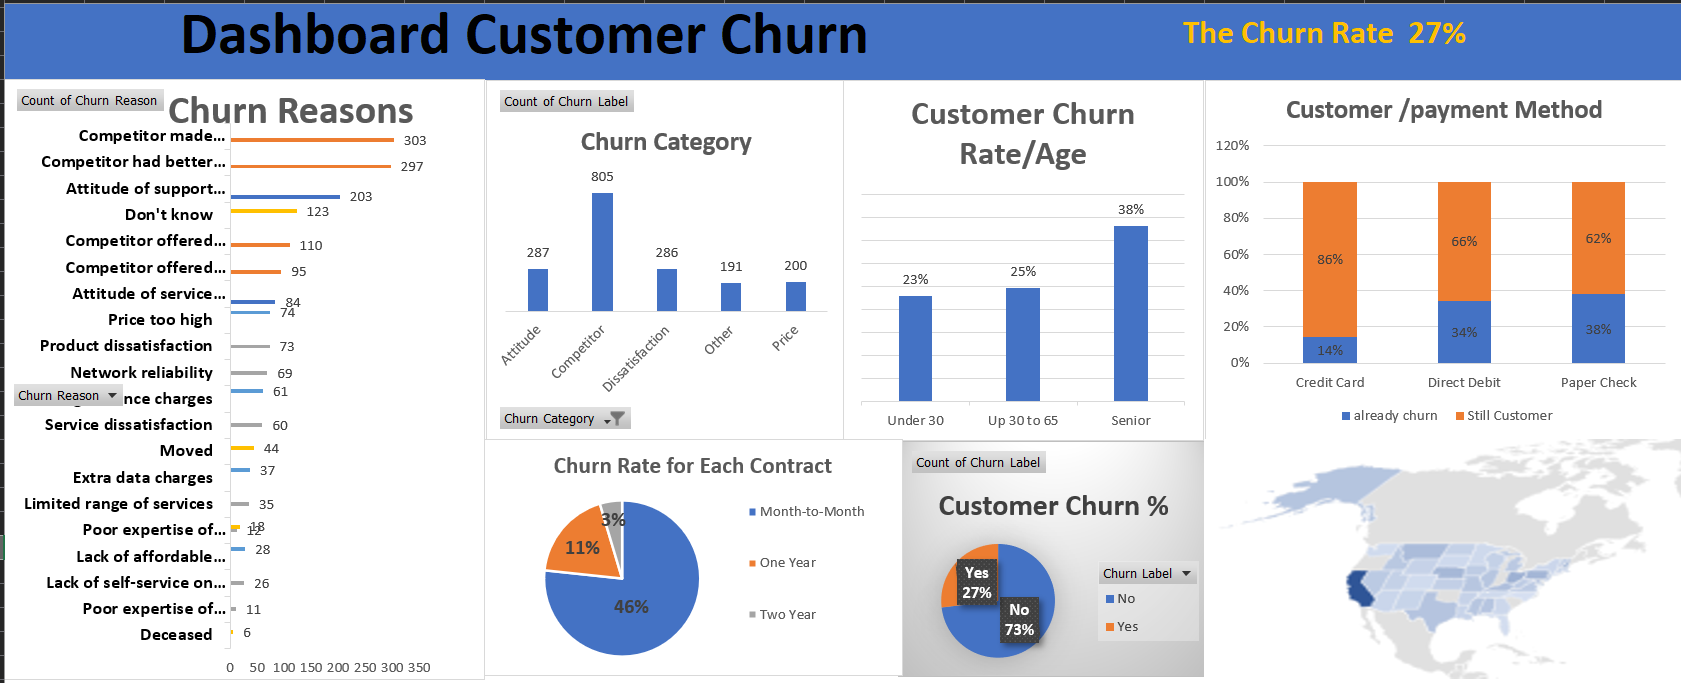 Dashboard Customer Churn
The Churn Rate 27%
Count of Churn Reason
Churn Reasons
Competitor made... 303
Competitor had better... 297
Attitude of support... 203
Don't know 123
Competitor offered... 110
Competitor offered... 95
Attitude of service... 84
Price too high 74
Product dissatisfaction 73
Network reliability 69
nce charges 61
Churn Reason
Service dissatisfaction 60
Moved 44
Extra data charges 37
Limited range of services 35
Poor expertise of... 18 12
Lack of affordable... 28
Lack of self-service on... 26
Poor expertise of... 11
Deceased 6
0 50 100 150 200 250 300 350
Count of Churn Label
Churn Category
287 805 286 191 200
Attitude Competitor Dissatisfaction Other Price
Churn Category
Customer Churn
Rate/Age
23% 25% 38%
Under 30 Up 30 to 65 Senior
Customer /payment Method
120%
100%
80%
60%
40%
20%
0%
86% 66% 62%
14% 34% 38%
Credit Card Direct Debit Paper Check
already churn Still Customer
Churn Rate for Each Contract
3%
11%
46%
Month-to-Month
One Year
Two Year
Count of Churn Label
Customer Churn %
Yes
27%
No
73%
Churn Label
No
Yes